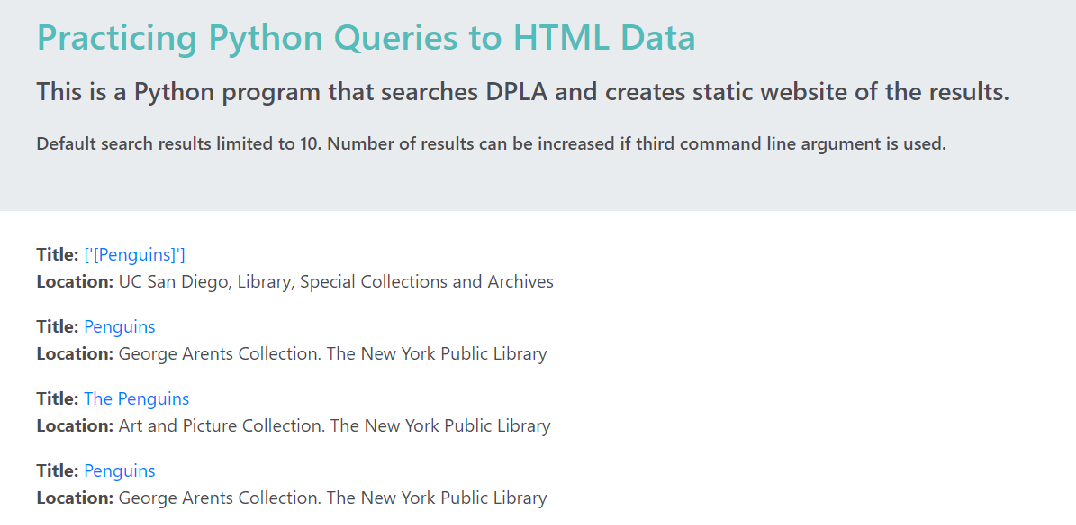 Practicing Python Queries to HTML Data
This is a Python program that searches DPLA and creates static website of the results.
Default search results limited to 10. Number of results can be increased if third command line argument is used.
Title: ['[Penguins]']
Location: UC San Diego, Library, Special Collections and Archives
Title: Penguins
Location: George Arents Collection. The New York Public Library
Title: The Penguins
Location: Art and Picture Collection. The New York Public Library
Title: Penguins
Location: George Arents Collection. The New York Public Library